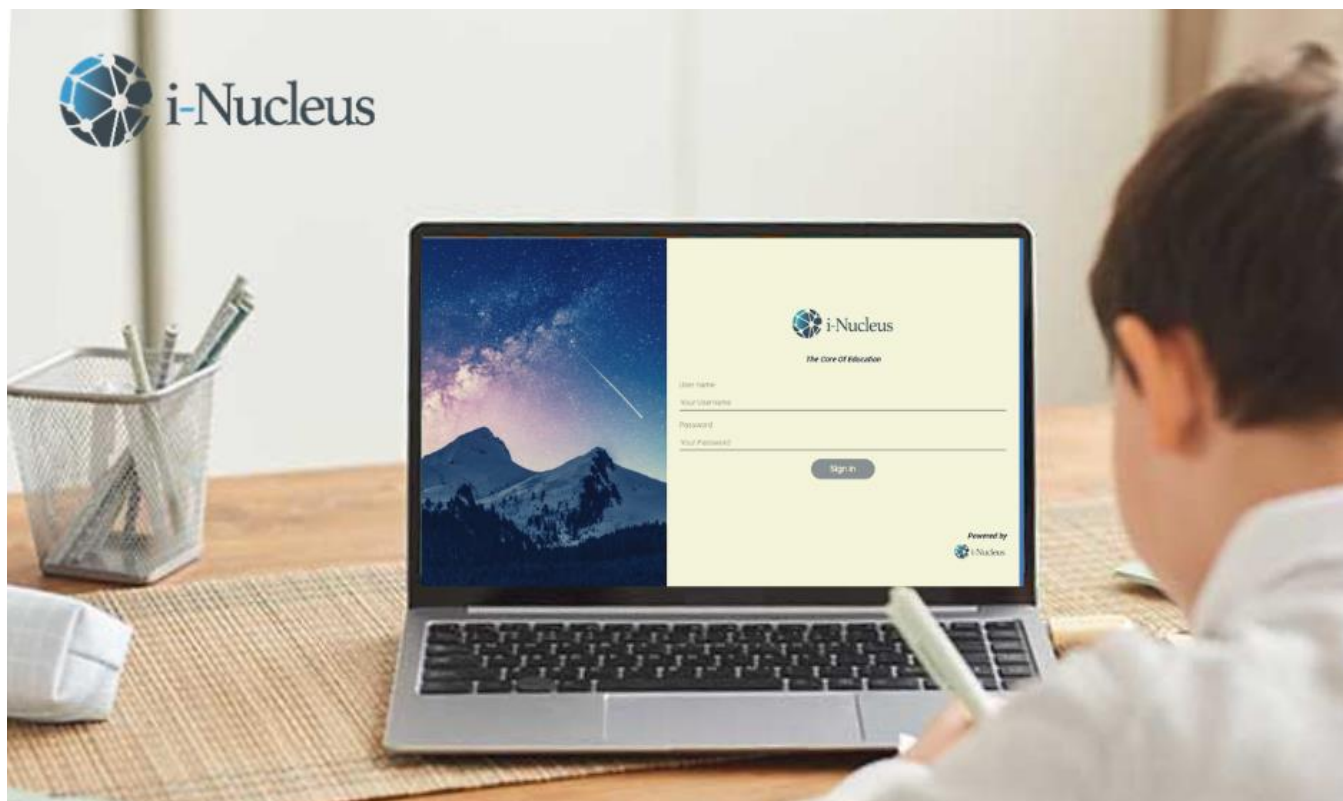 i-Nucleus
i-Nucleus
The Core Of Education
User name
Your Username
Password
Your Password
Sign in
Powered by
i-Nucleus